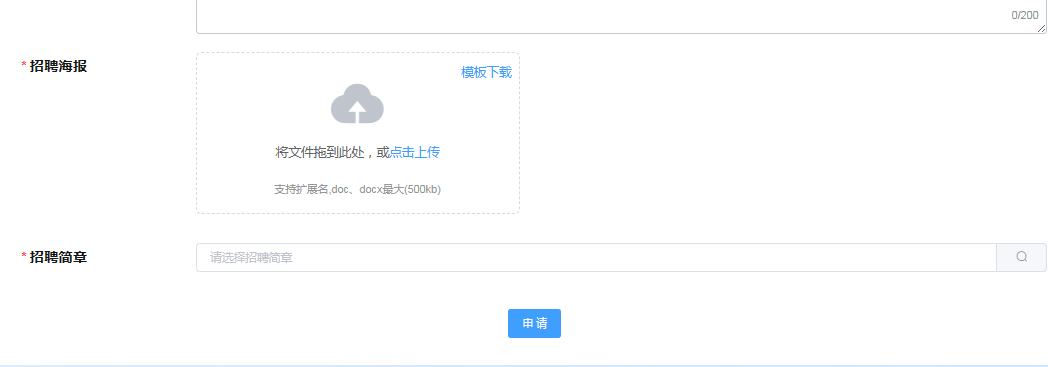 0/200
* 招聘海报
模板下载
将文件拖到此处，或点击上传
支持扩展名,doc、docx最大(500kb)
* 招聘简章
请选择招聘简章
申请